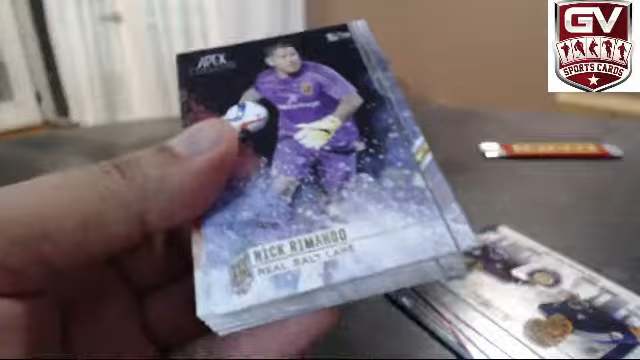 GV
SPORTS CARDS
APEX
NICK RIMANDO
REAL SALT LAKE